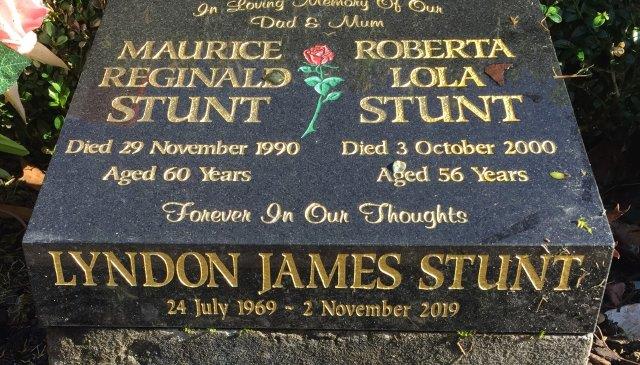 In Loving Memory Of Our
Dad & Mum
MAURICE REGINALD STUNT
Died 29 November 1990
Aged 60 Years
ROBERTA LOLA STUNT
Died 3 October 2000
Aged 56 Years
Forever In Our Thoughts
LYNDON JAMES STUNT
24 July 1969 ~ 2 November 2019